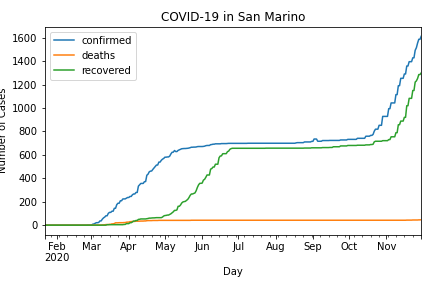 COVID-19 in San Marino
confirmed
deaths
recovered
1600
1400
1200
1000
800
600
400
200
0
Number of Cases
Feb Mar Apr May Jun Jul Aug Sep Oct Nov
2020
Day